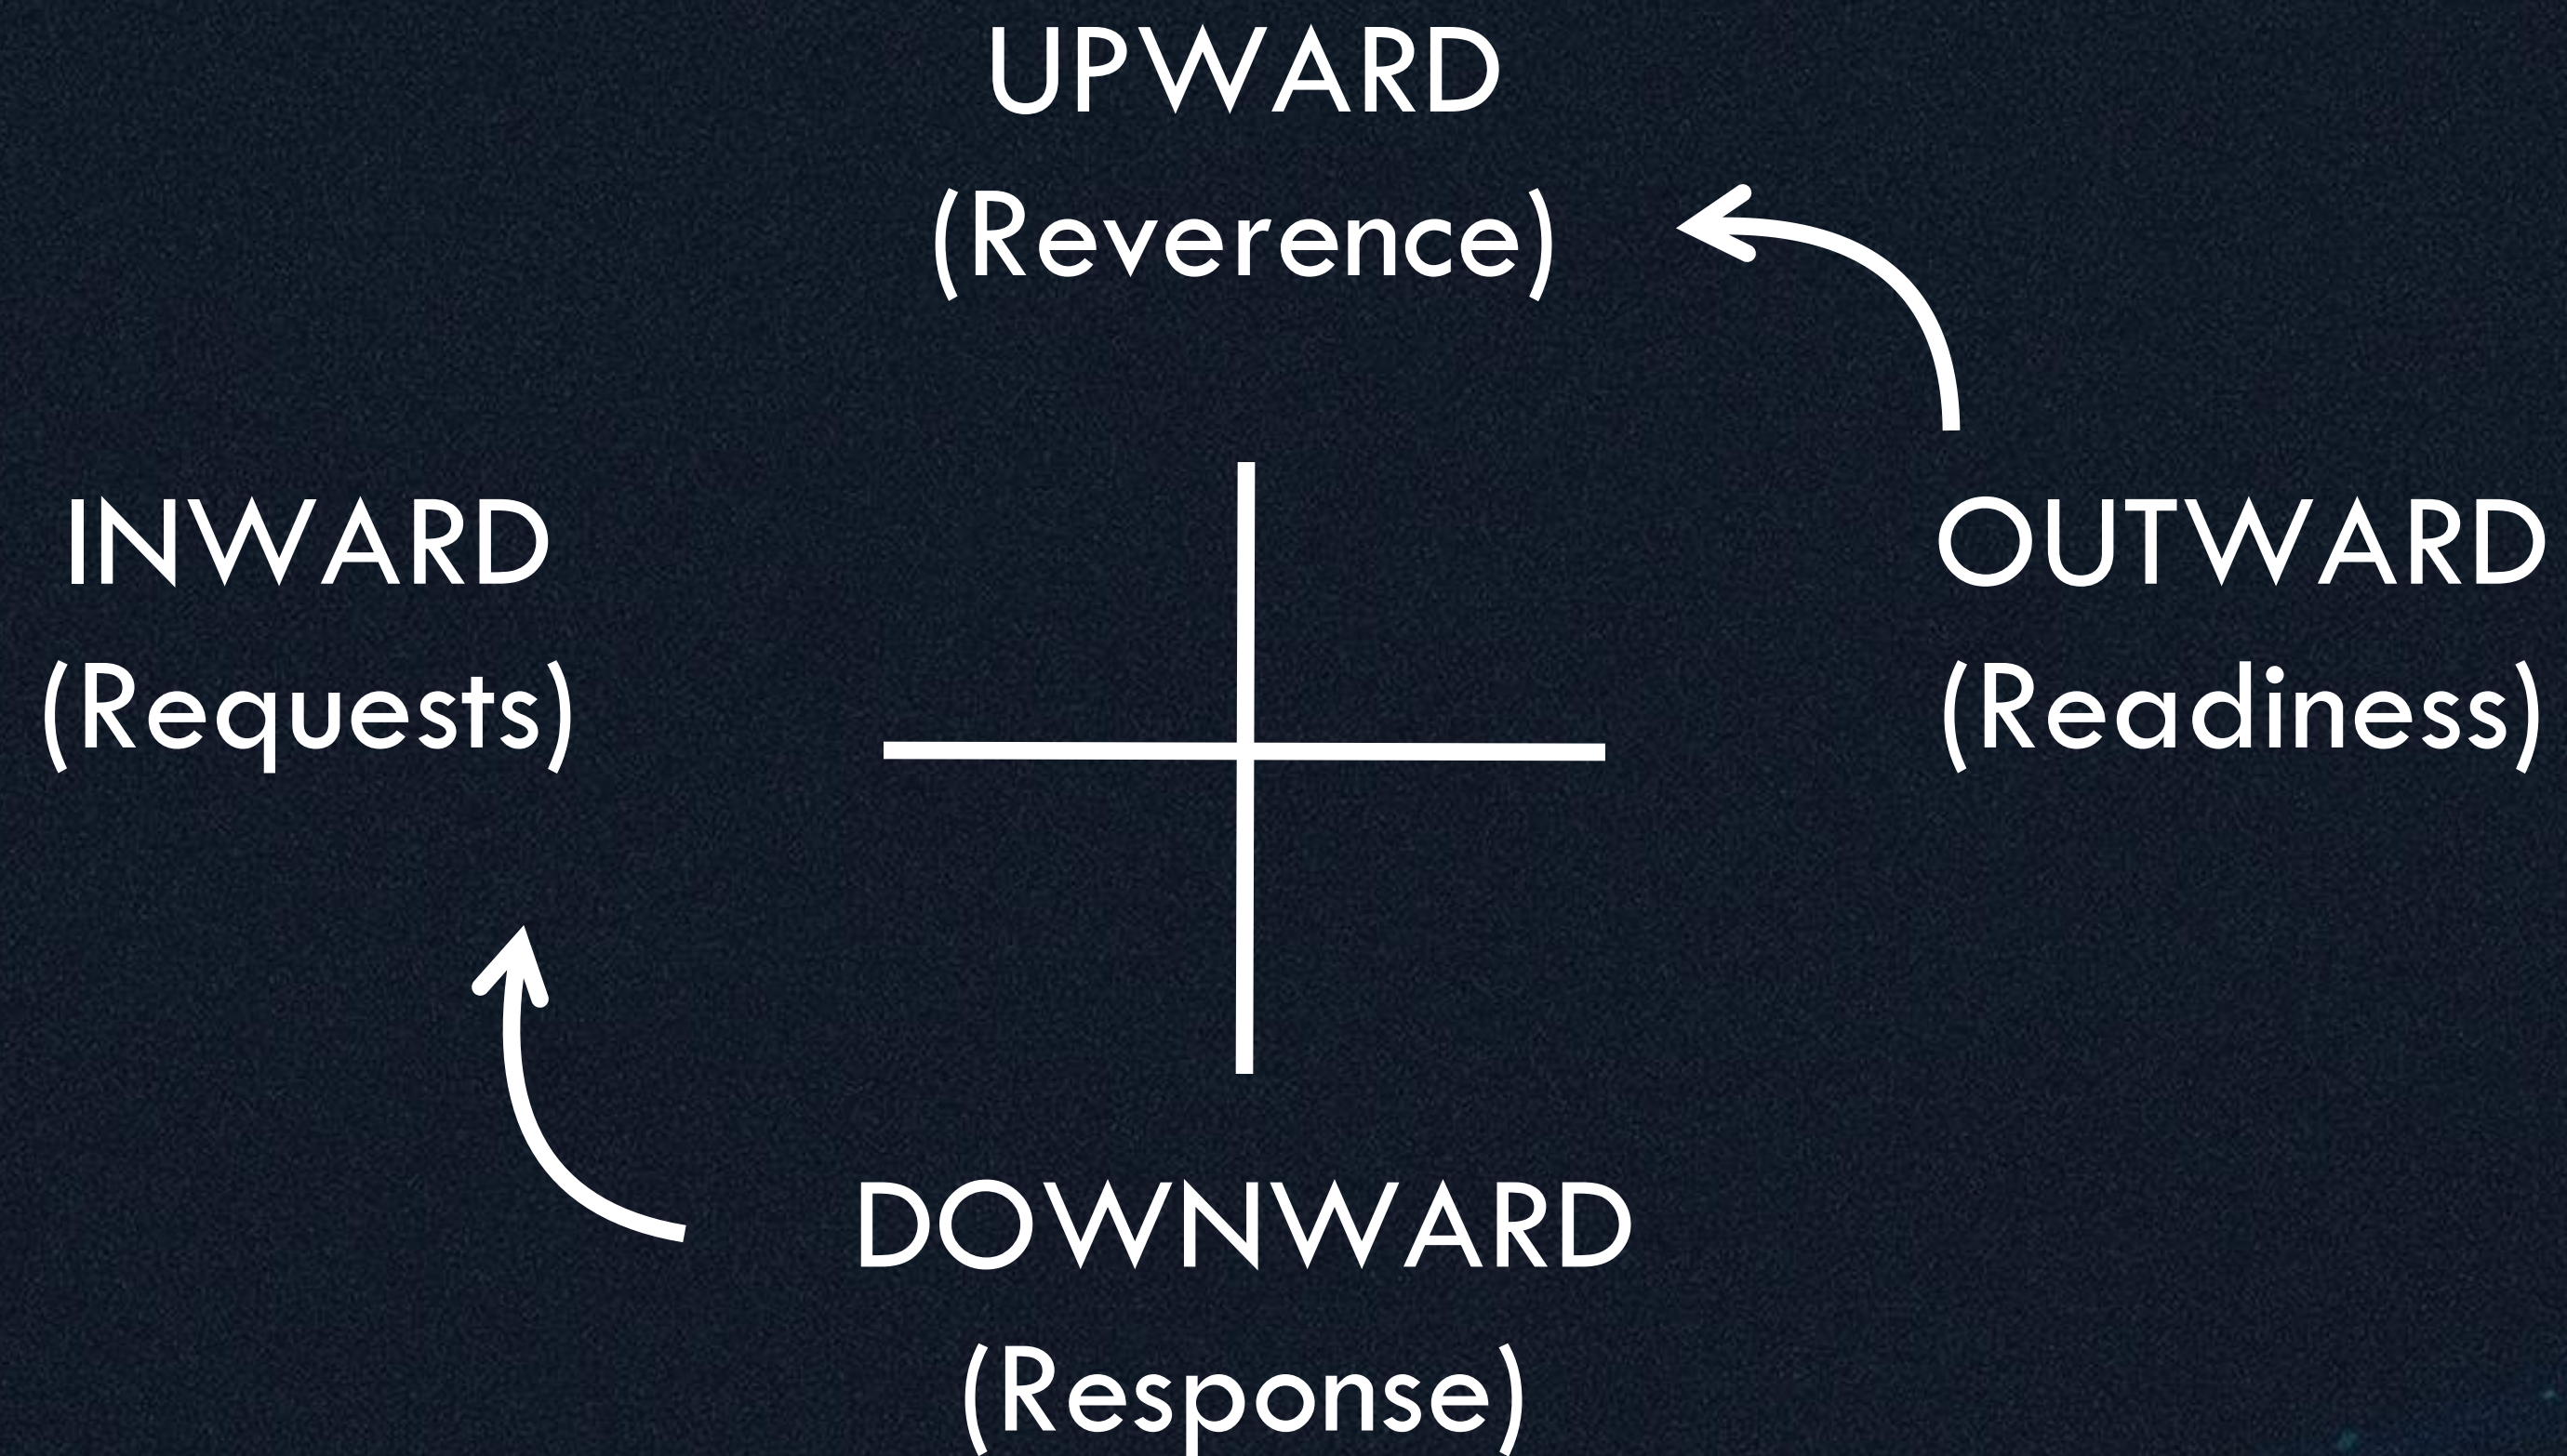 UPWARD
(Reverence)
INWARD
(Requests)
OUTWARD
(Readiness)
DOWNWARD
(Response)